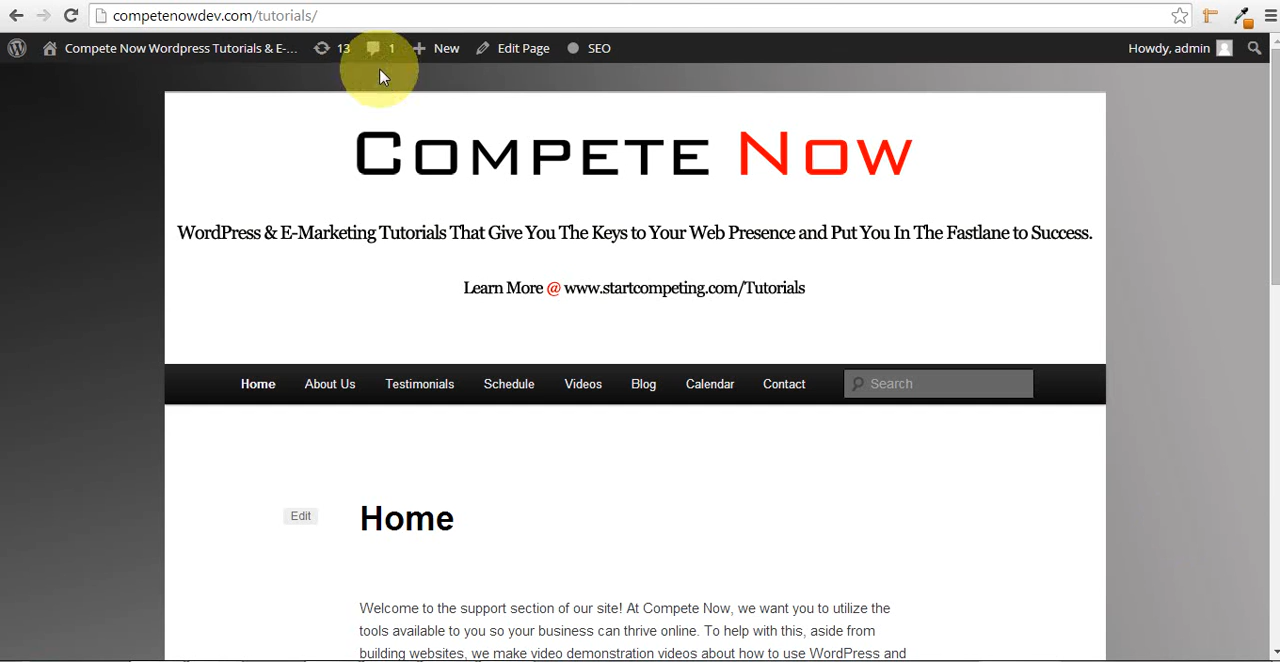 competenowdev.com/tutorials/
Compete Now Wordpress Tutorials & E-... 13 1 New Edit Page SEO Howdy, admin
Compete Now
WordPress & E-Marketing Tutorials That Give You The Keys to Your Web Presence and Put You In The Fastlane to Success.
Learn More @ www.startcompeting.com/Tutorials
Home About Us Testimonials Schedule Videos Blog Calendar Contact Search
Edit Home
Welcome to the support section of our site! At Compete Now, we want you to utilize the
tools available to you so your business can thrive online. To help with this, aside from
building websites, we make video demonstration videos about how to use WordPress and